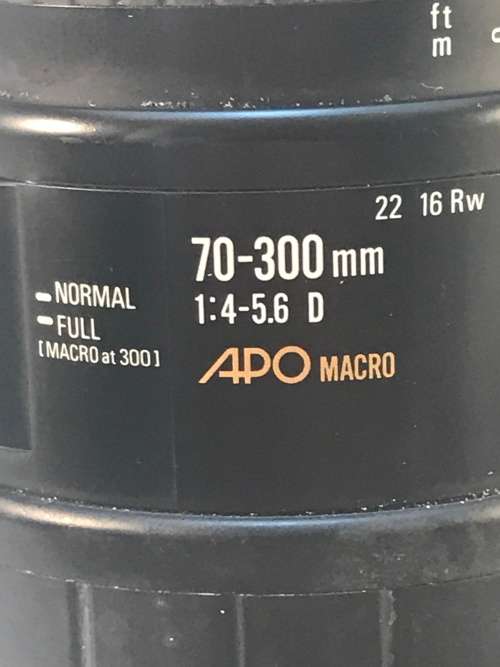 ft
m
22 16 Rw
70-300 mm
1:4-5.6 D
APO MACRO
NORMAL
FULL
[MACRO at 300]